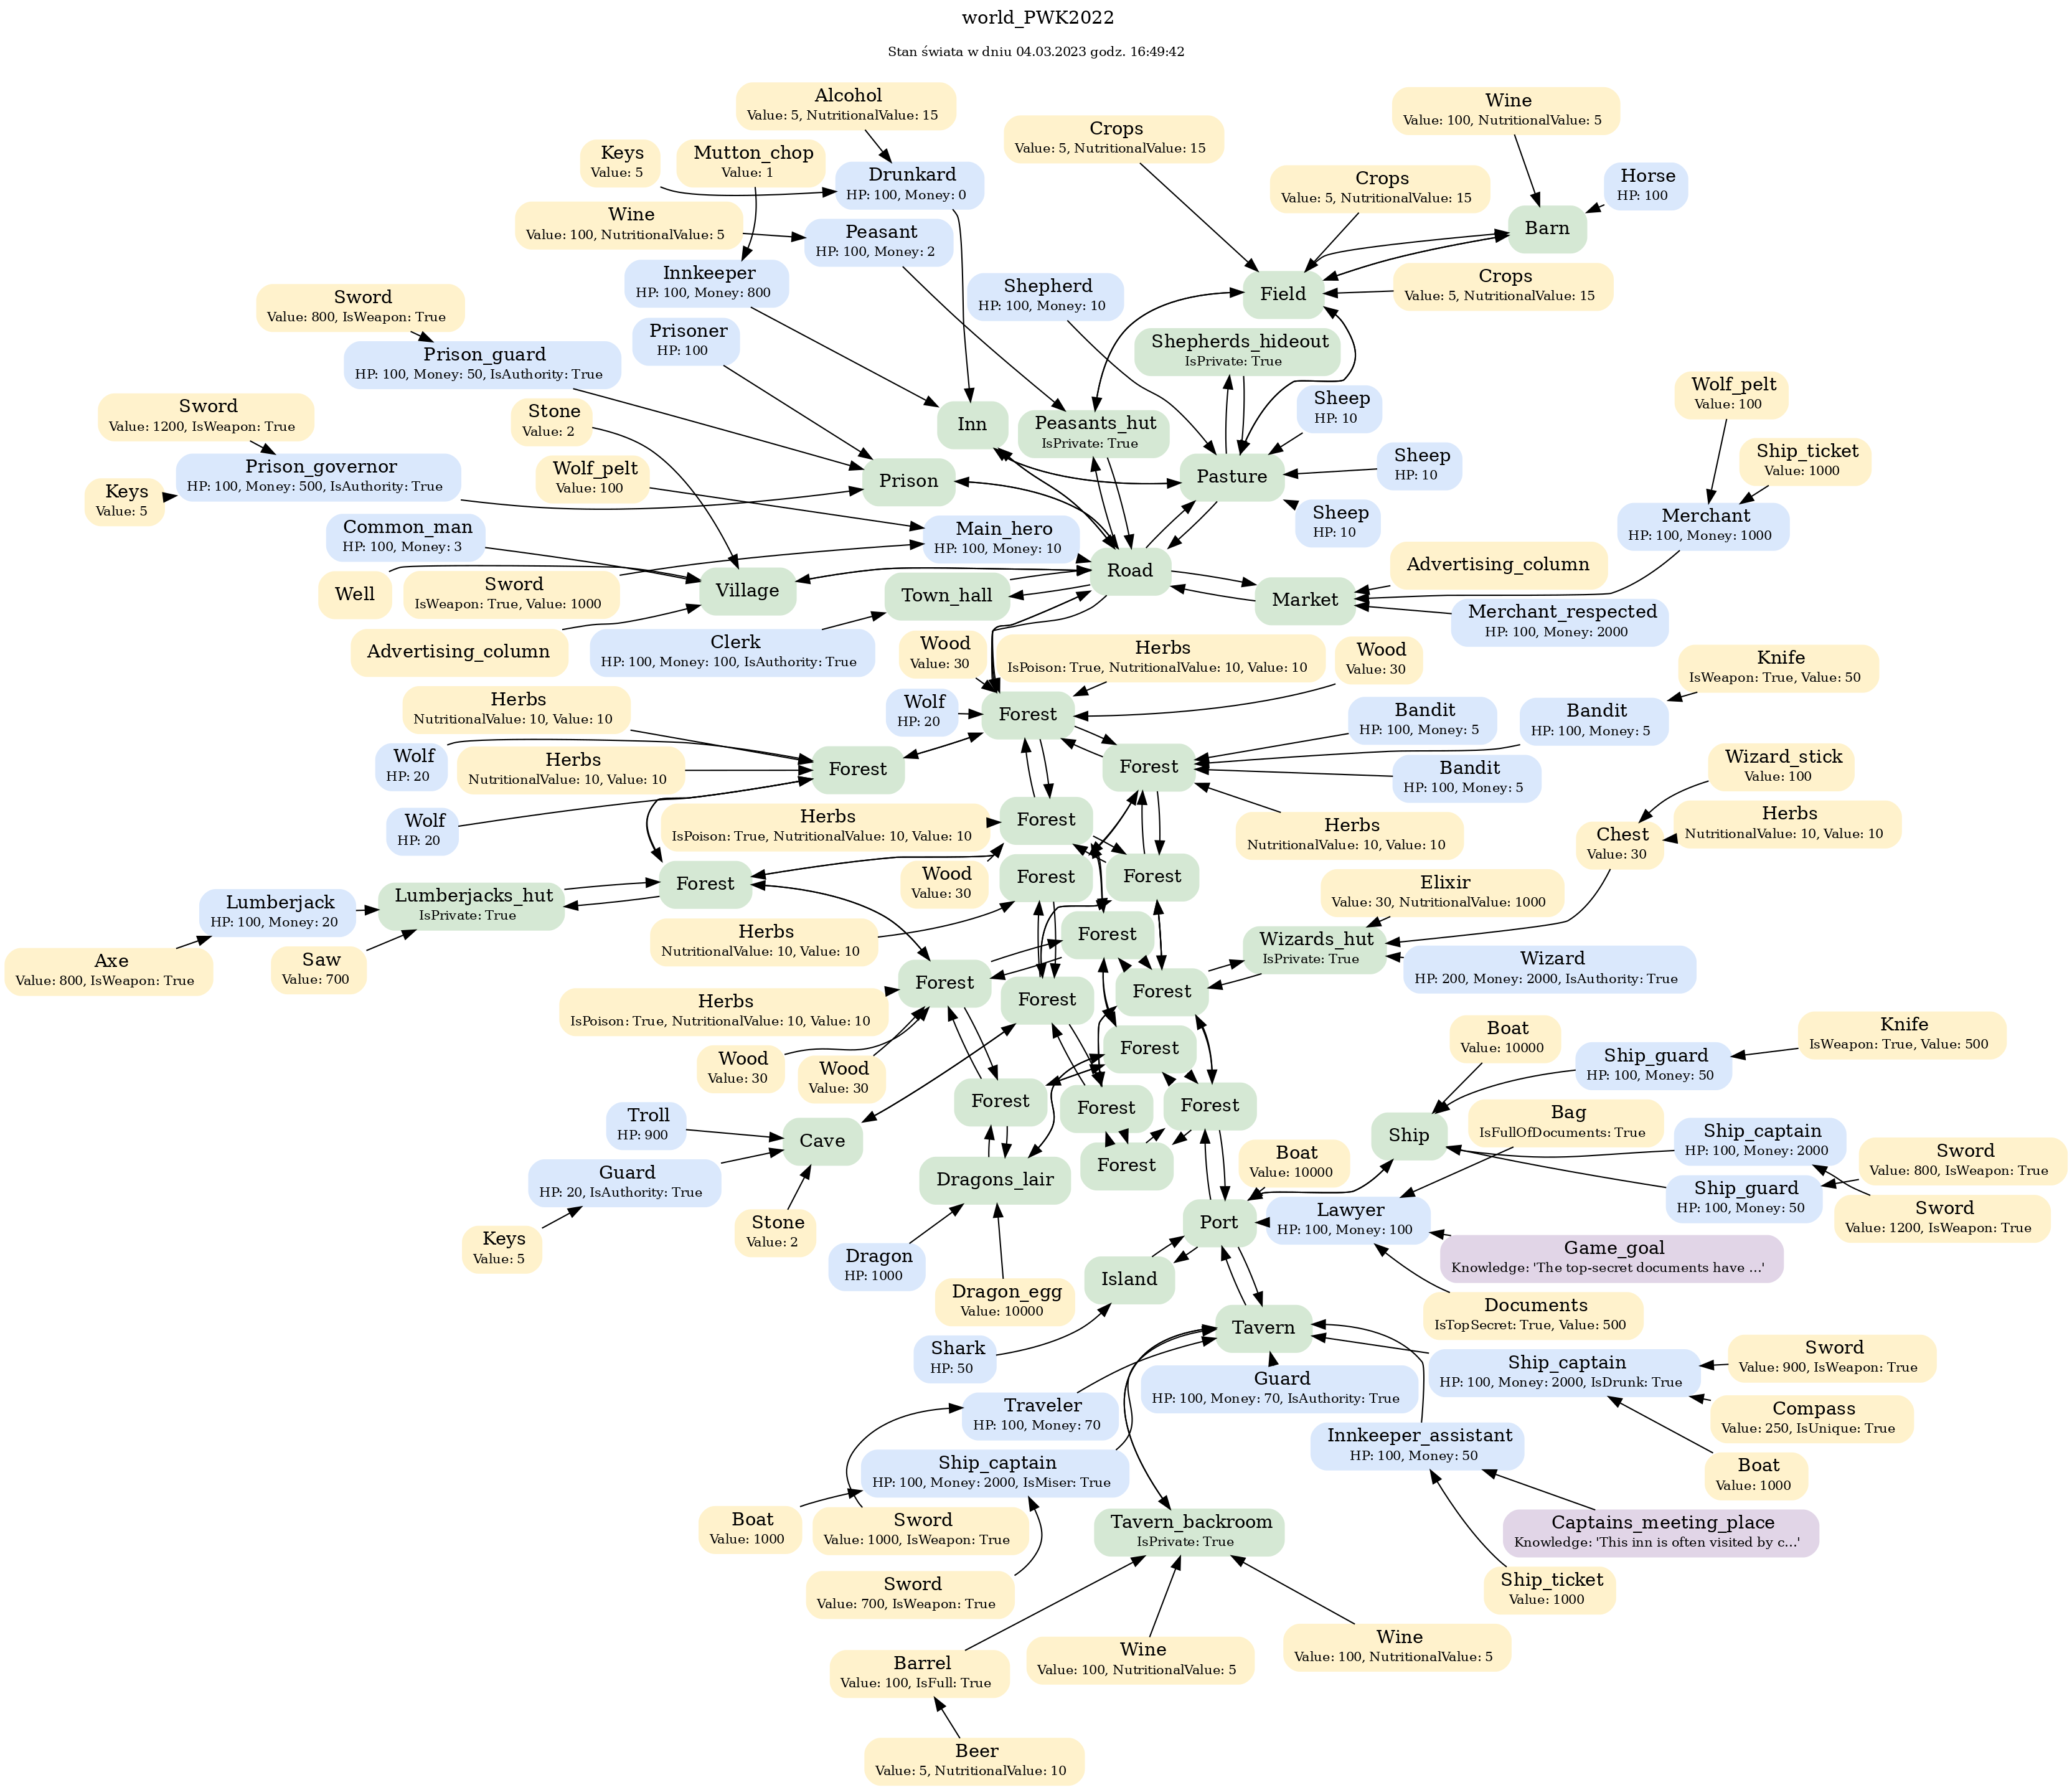 world_PWK2022
Stan świata w dniu 04.03.2023 godz. 16:49:42
Alcohol
Value: 5, NutritionalValue: 15
Wine
Value: 100, NutritionalValue: 5
Crops
Value: 5, NutritionalValue: 15
Keys
Value: 5
Mutton_chop
Value: 1
Drunkard
HP: 100, Money: 0
Crops
Value: 5, NutritionalValue: 15
Horse
HP: 100
Wine
Value: 100, NutritionalValue: 5
Peasant
HP: 100, Money: 2
Barn
Innkeeper
HP: 100, Money: 800
Shepherd
HP: 100, Money: 10
Field
Crops
Value: 5, NutritionalValue: 15
Sword
Value: 800, IsWeapon: True
Prisoner
HP: 100
Shepherds_hideout
IsPrivate: True
Prison_guard
HP: 100, Money: 50, IsAuthority: True
Wolf_pelt
Value: 100
Sword
Value: 1200, IsWeapon: True
Stone
Value: 2
Inn
Peasants_hut
IsPrivate: True
Sheep
HP: 10
Ship_ticket
Value: 1000
Prison_governor
HP: 100, Money: 500, IsAuthority: True
Wolf_pelt
Value: 100
Prison
Pasture
Sheep
HP: 10
Keys
Value: 5
Sheep
HP: 10
Common_man
HP: 100, Money: 3
Main_hero
HP: 100, Money: 10
Merchant
HP: 100, Money: 1000
Well
Sword
IsWeapon: True, Value: 1000
Village
Town_hall
Road
Market
Advertising_column
Advertising_column
Clerk
HP: 100, Money: 100, IsAuthority: True
Merchant_respected
HP: 100, Money: 2000
Wood
Value: 30
Herbs
IsPoison: True, NutritionalValue: 10, Value: 10
Wood
Value: 30
Knife
IsWeapon: True, Value: 50
Herbs
NutritionalValue: 10, Value: 10
Wolf
HP: 20
Forest
Bandit
HP: 100, Money: 5
Bandit
HP: 100, Money: 5
Wolf
HP: 20
Herbs
NutritionalValue: 10, Value: 10
Forest
Forest
Bandit
HP: 100, Money: 5
Wizard_stick
Value: 100
Wolf
HP: 20
Herbs
IsPoison: True, NutritionalValue: 10, Value: 10
Forest
Herbs
NutritionalValue: 10, Value: 10
Chest
Value: 30
Herbs
NutritionalValue: 10, Value: 10
Lumberjack
HP: 100, Money: 20
Lumberjacks_hut
IsPrivate: True
Forest
Wood
Value: 30
Forest
Forest
Elixir
Value: 30, NutritionalValue: 1000
Axe
Value: 800, IsWeapon: True
Saw
Value: 700
Herbs
NutritionalValue: 10, Value: 10
Forest
Wizards_hut
IsPrivate: True
Wizard
HP: 200, Money: 2000, IsAuthority: True
Herbs
IsPoison: True, NutritionalValue: 10, Value: 10
Forest
Forest
Forest
Wood
Value: 30
Wood
Value: 30
Forest
Boat
Value: 10000
Ship_guard
HP: 100, Money: 50
Knife
IsWeapon: True, Value: 500
Troll
HP: 900
Cave
Forest
Forest
Forest
Ship
Bag
IsFullOfDocuments: True
Ship_captain
HP: 100, Money: 2000
Sword
Value: 800, IsWeapon: True
Guard
HP: 20, IsAuthority: True
Dragons_lair
Forest
Boat
Value: 10000
Ship_guard
HP: 100, Money: 50
Sword
Value: 1200, IsWeapon: True
Keys
Value: 5
Stone
Value: 2
Port
Lawyer
HP: 100, Money: 100
Dragon
HP: 1000
Game_goal
Knowledge: 'The top-secret documents have ...'
Dragon_egg
Value: 10000
Island
Documents
IsTopSecret: True, Value: 500
Shark
HP: 50
Tavern
Sword
Value: 900, IsWeapon: True
Guard
HP: 100, Money: 70, IsAuthority: True
Ship_captain
HP: 100, Money: 2000, IsDrunk: True
Traveler
HP: 100, Money: 70
Compass
Value: 250, IsUnique: True
Innkeeper_assistant
HP: 100, Money: 50
Ship_captain
HP: 100, Money: 2000, IsMiser: True
Boat
Value: 1000
Boat
Value: 1000
Sword
Value: 1000, IsWeapon: True
Tavern_backroom
IsPrivate: True
Captains_meeting_place
Knowledge: 'This inn is often visited by c...'
Sword
Value: 700, IsWeapon: True
Ship_ticket
Value: 1000
Barrel
Value: 100, IsFull: True
Wine
Value: 100, NutritionalValue: 5
Wine
Value: 100, NutritionalValue: 5
Beer
Value: 5, NutritionalValue: 10